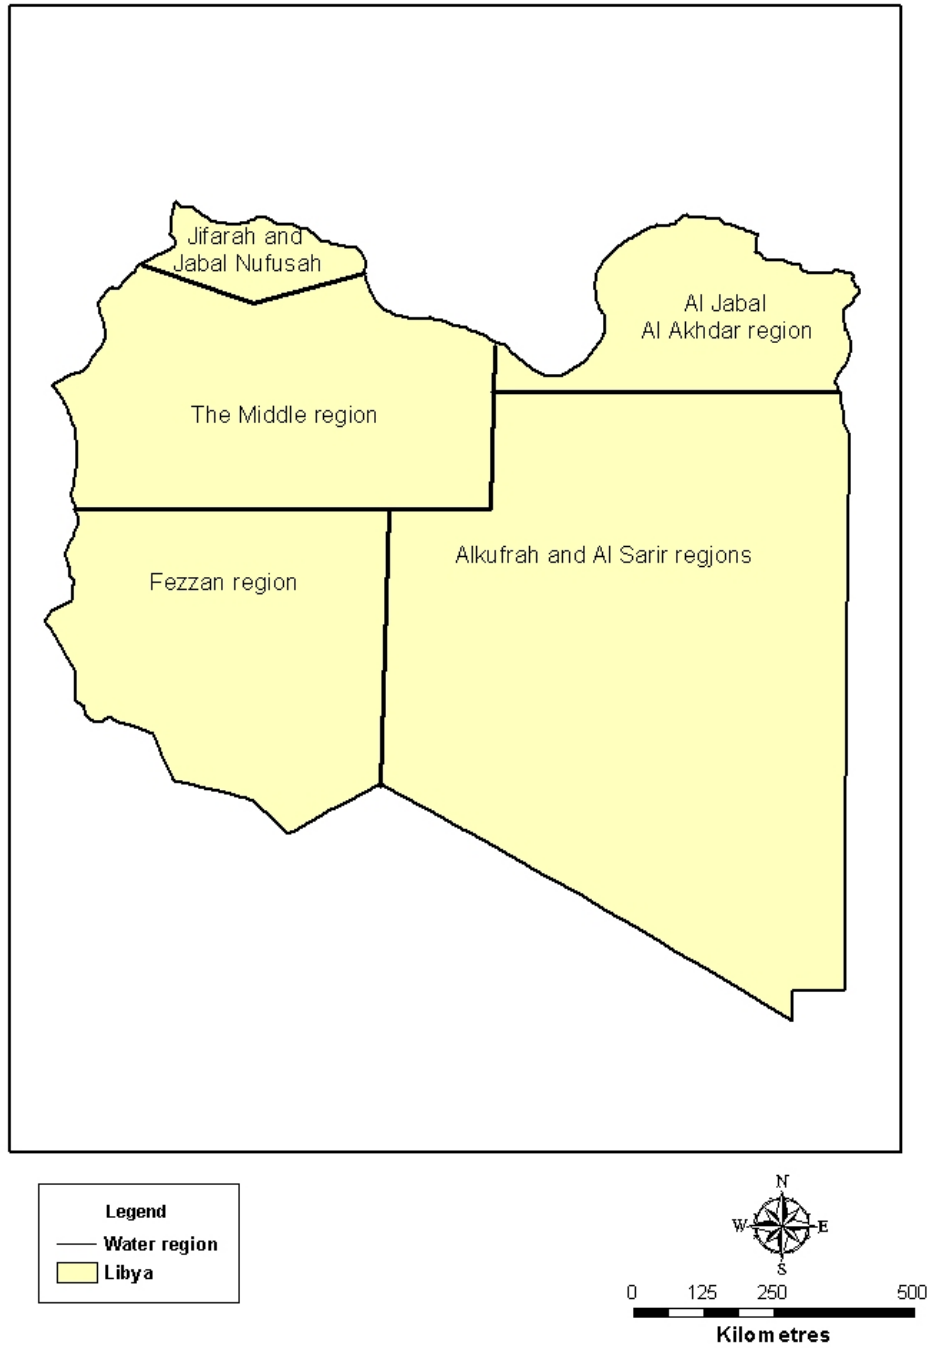 Jifarah and
Jabal Nufusah
Al Jabal
Al Akhdar region
The Middle region
Alkufrah and Al Sarir regjons
Fezzan region
Legend
Water region
Libya
N
W E
S
0 125 250 500
Kilometres